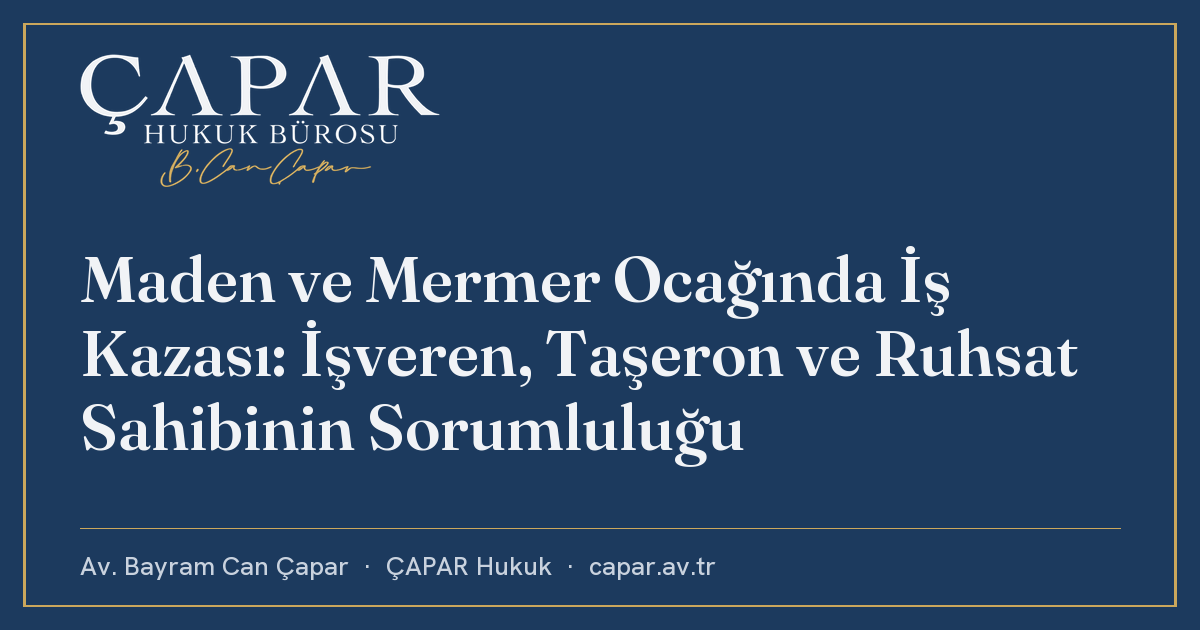 ÇAPAR
HUKUK BÜROSU
B.Can Çapar
Maden ve Mermer Ocağında İş
Kazası: İşveren, Taşeron ve Ruhsat
Sahibinin Sorumluluğu
Av. Bayram Can Çapar · ÇAPAR Hukuk · capar.av.tr